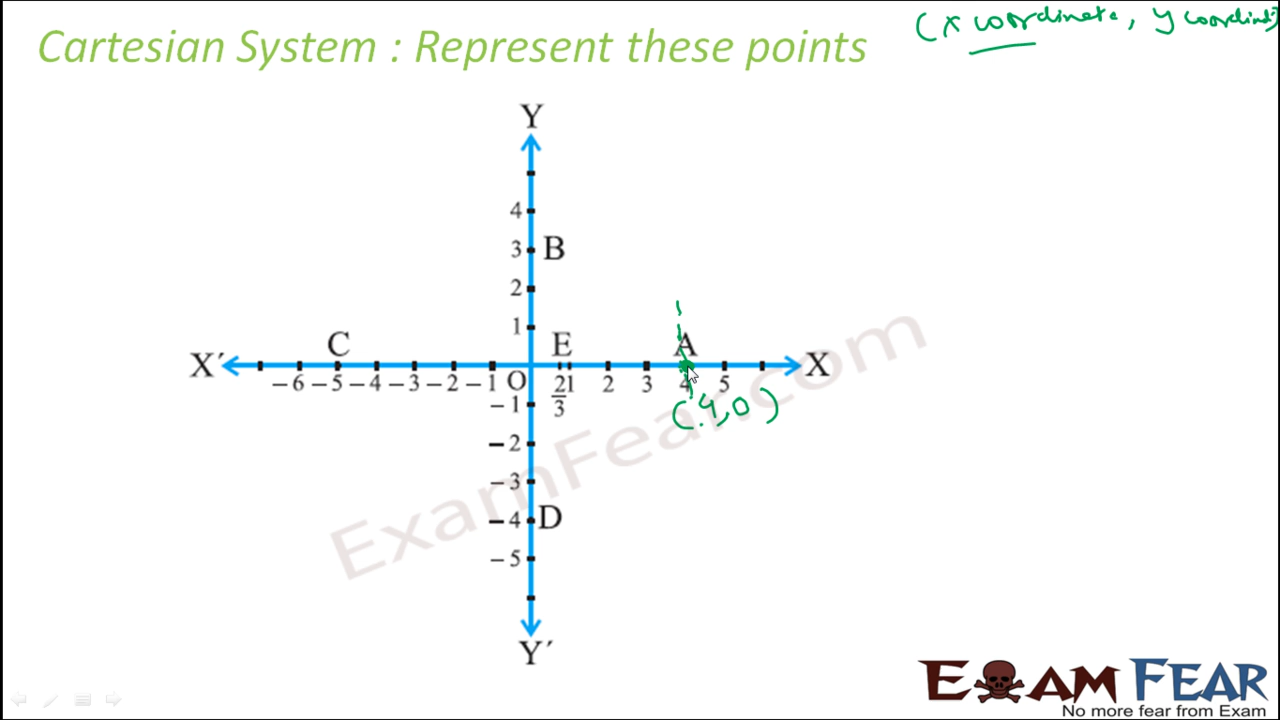 Cartesian System : Represent these points
(x coordinate, y coordinate)
Y
4
3 B
2
1
C E A
X′ X
−6 −5 −4 −3 −2 −1 O 2/3 1 2 3 4 5
−1
(4,0)
−2
−3
−4 D
−5
Y′
ExamFear.com
EXAM FEAR
No more fear from Exam